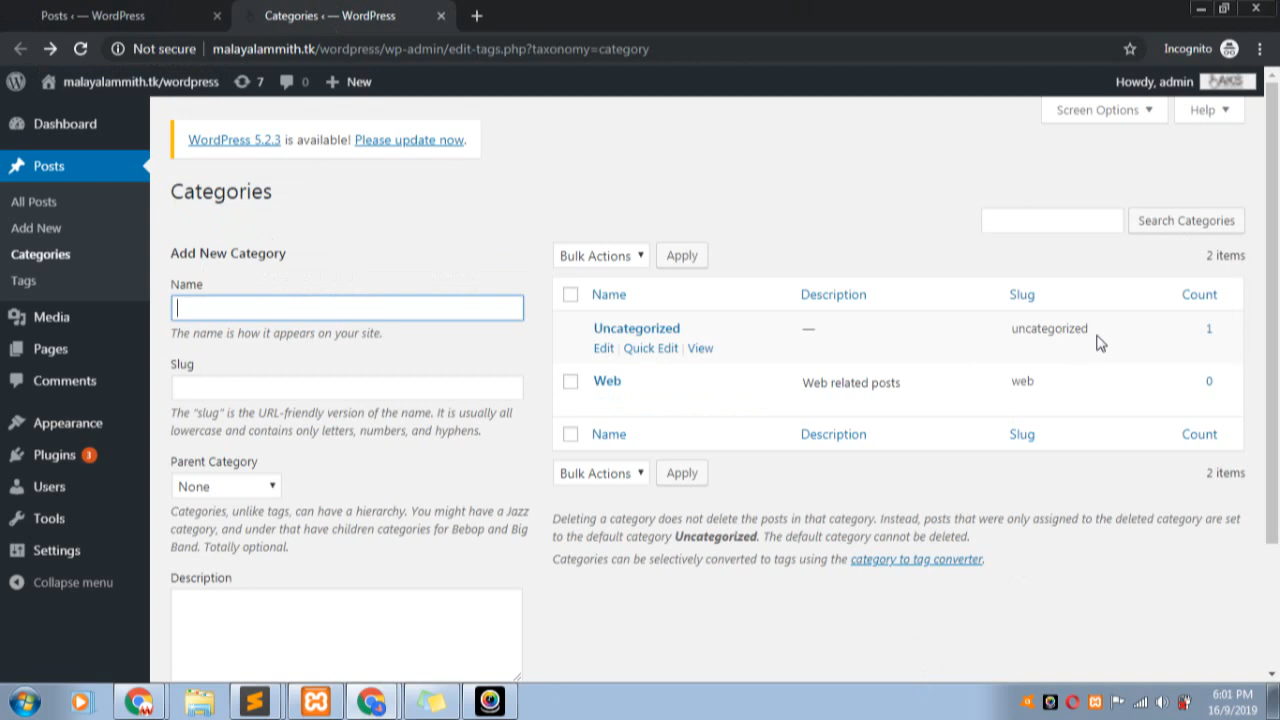 Posts ‹ — WordPress
Categories ‹ — WordPress
Not secure
malayalammith.tk/wordpress/wp-admin/edit-tags.php?taxonomy=category
Incognito
malayalammith.tk/wordpress
7
0
New
Howdy, admin
Dashboard
Posts
All Posts
Add New
Categories
Tags
Media
Pages
Comments
Appearance
Plugins 3
Users
Tools
Settings
Collapse menu
Screen Options
Help
WordPress 5.2.3 is available! Please update now.
Categories
Search Categories
Add New Category
Name
The name is how it appears on your site.
Slug
The “slug” is the URL-friendly version of the name. It is usually all
lowercase and contains only letters, numbers, and hyphens.
Parent Category
None
Categories, unlike tags, can have a hierarchy. You might have a Jazz
category, and under that have children categories for Bebop and Big
Band. Totally optional.
Description
Bulk Actions
Apply
2 items
Name Description Slug Count
Uncategorized — uncategorized 1
Edit | Quick Edit | View
Web Web related posts web 0
Name Description Slug Count
Bulk Actions
Apply
2 items
Deleting a category does not delete the posts in that category. Instead, posts that were only assigned to the deleted category are set
to the default category Uncategorized. The default category cannot be deleted.
Categories can be selectively converted to tags using the category to tag converter.
6:01 PM
16/9/2019